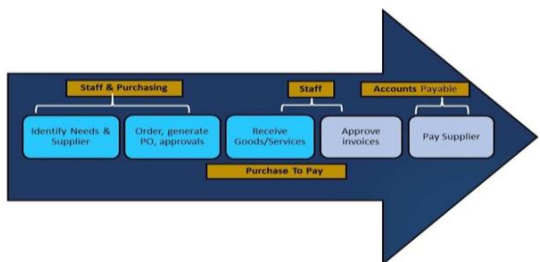 Staff & Purchasing
Staff
Accounts Payable
Identify Needs &
Supplier
Order, generate
PO, approvals
Receive
Goods/Services
Approve
invoices
Pay Supplier
Purchase To Pay